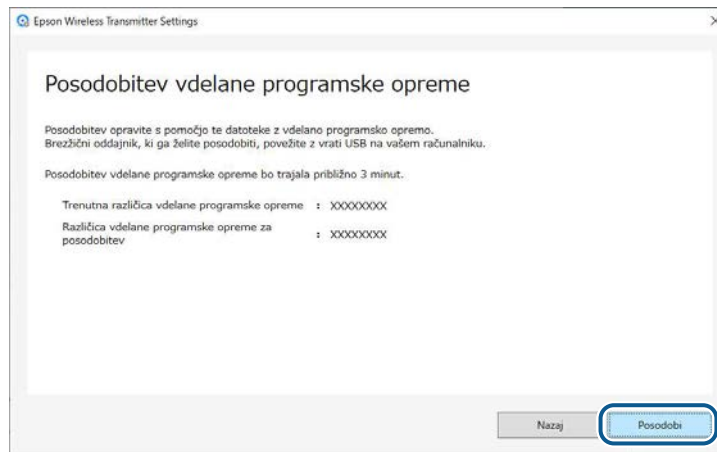 Epson Wireless Transmitter Settings
Posodobitev vdelane programske opreme
Posodobitev opravite s pomočjo te datoteke z vdelano programsko opremo.
Brezžični oddajnik, ki ga želite posodobiti, povežite z vrati USB na vašem računalniku.
Posodobitev vdelane programske opreme bo trajala približno 3 minut.
Trenutna različica vdelane programske opreme : XXXXXXXX
Različica vdelane programske opreme za
posodobitev : XXXXXXXX
Nazaj Posodobi